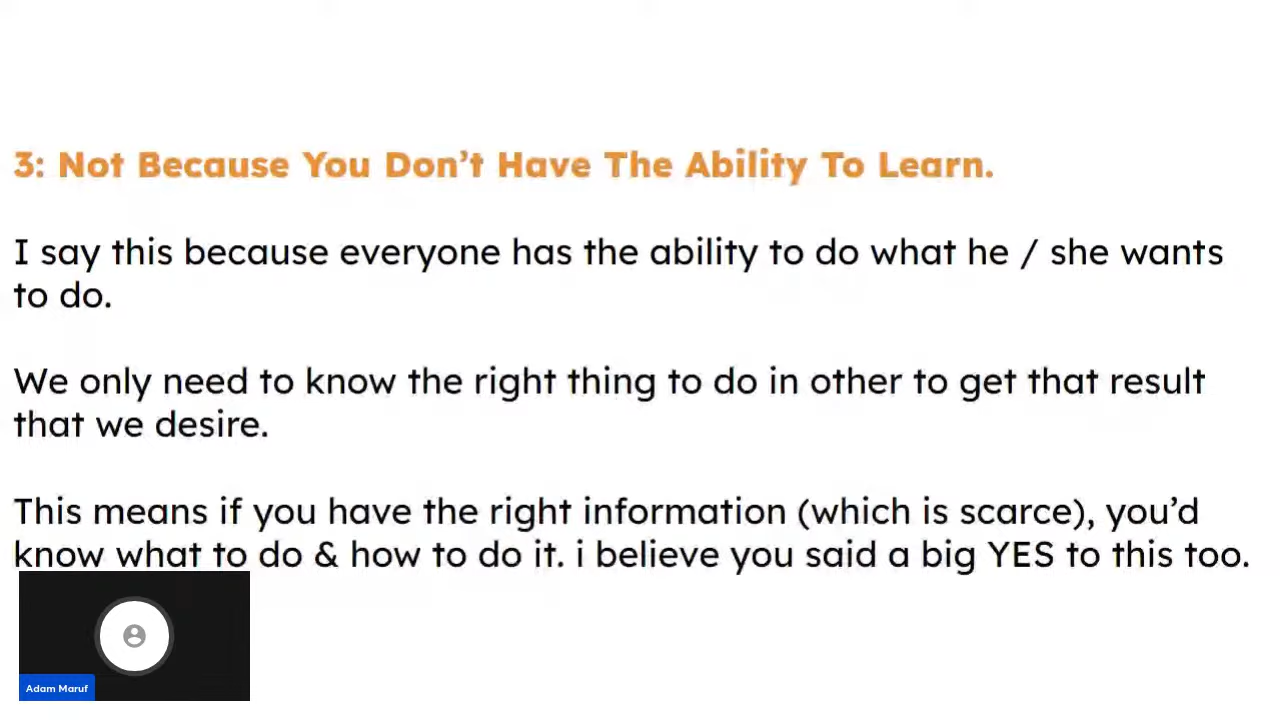 3: Not Because You Don’t Have The Ability To Learn.
I say this because everyone has the ability to do what he / she wants
to do.
We only need to know the right thing to do in other to get that result
that we desire.
This means if you have the right information (which is scarce), you’d
know what to do & how to do it. i believe you said a big YES to this too.
Adam Maruf